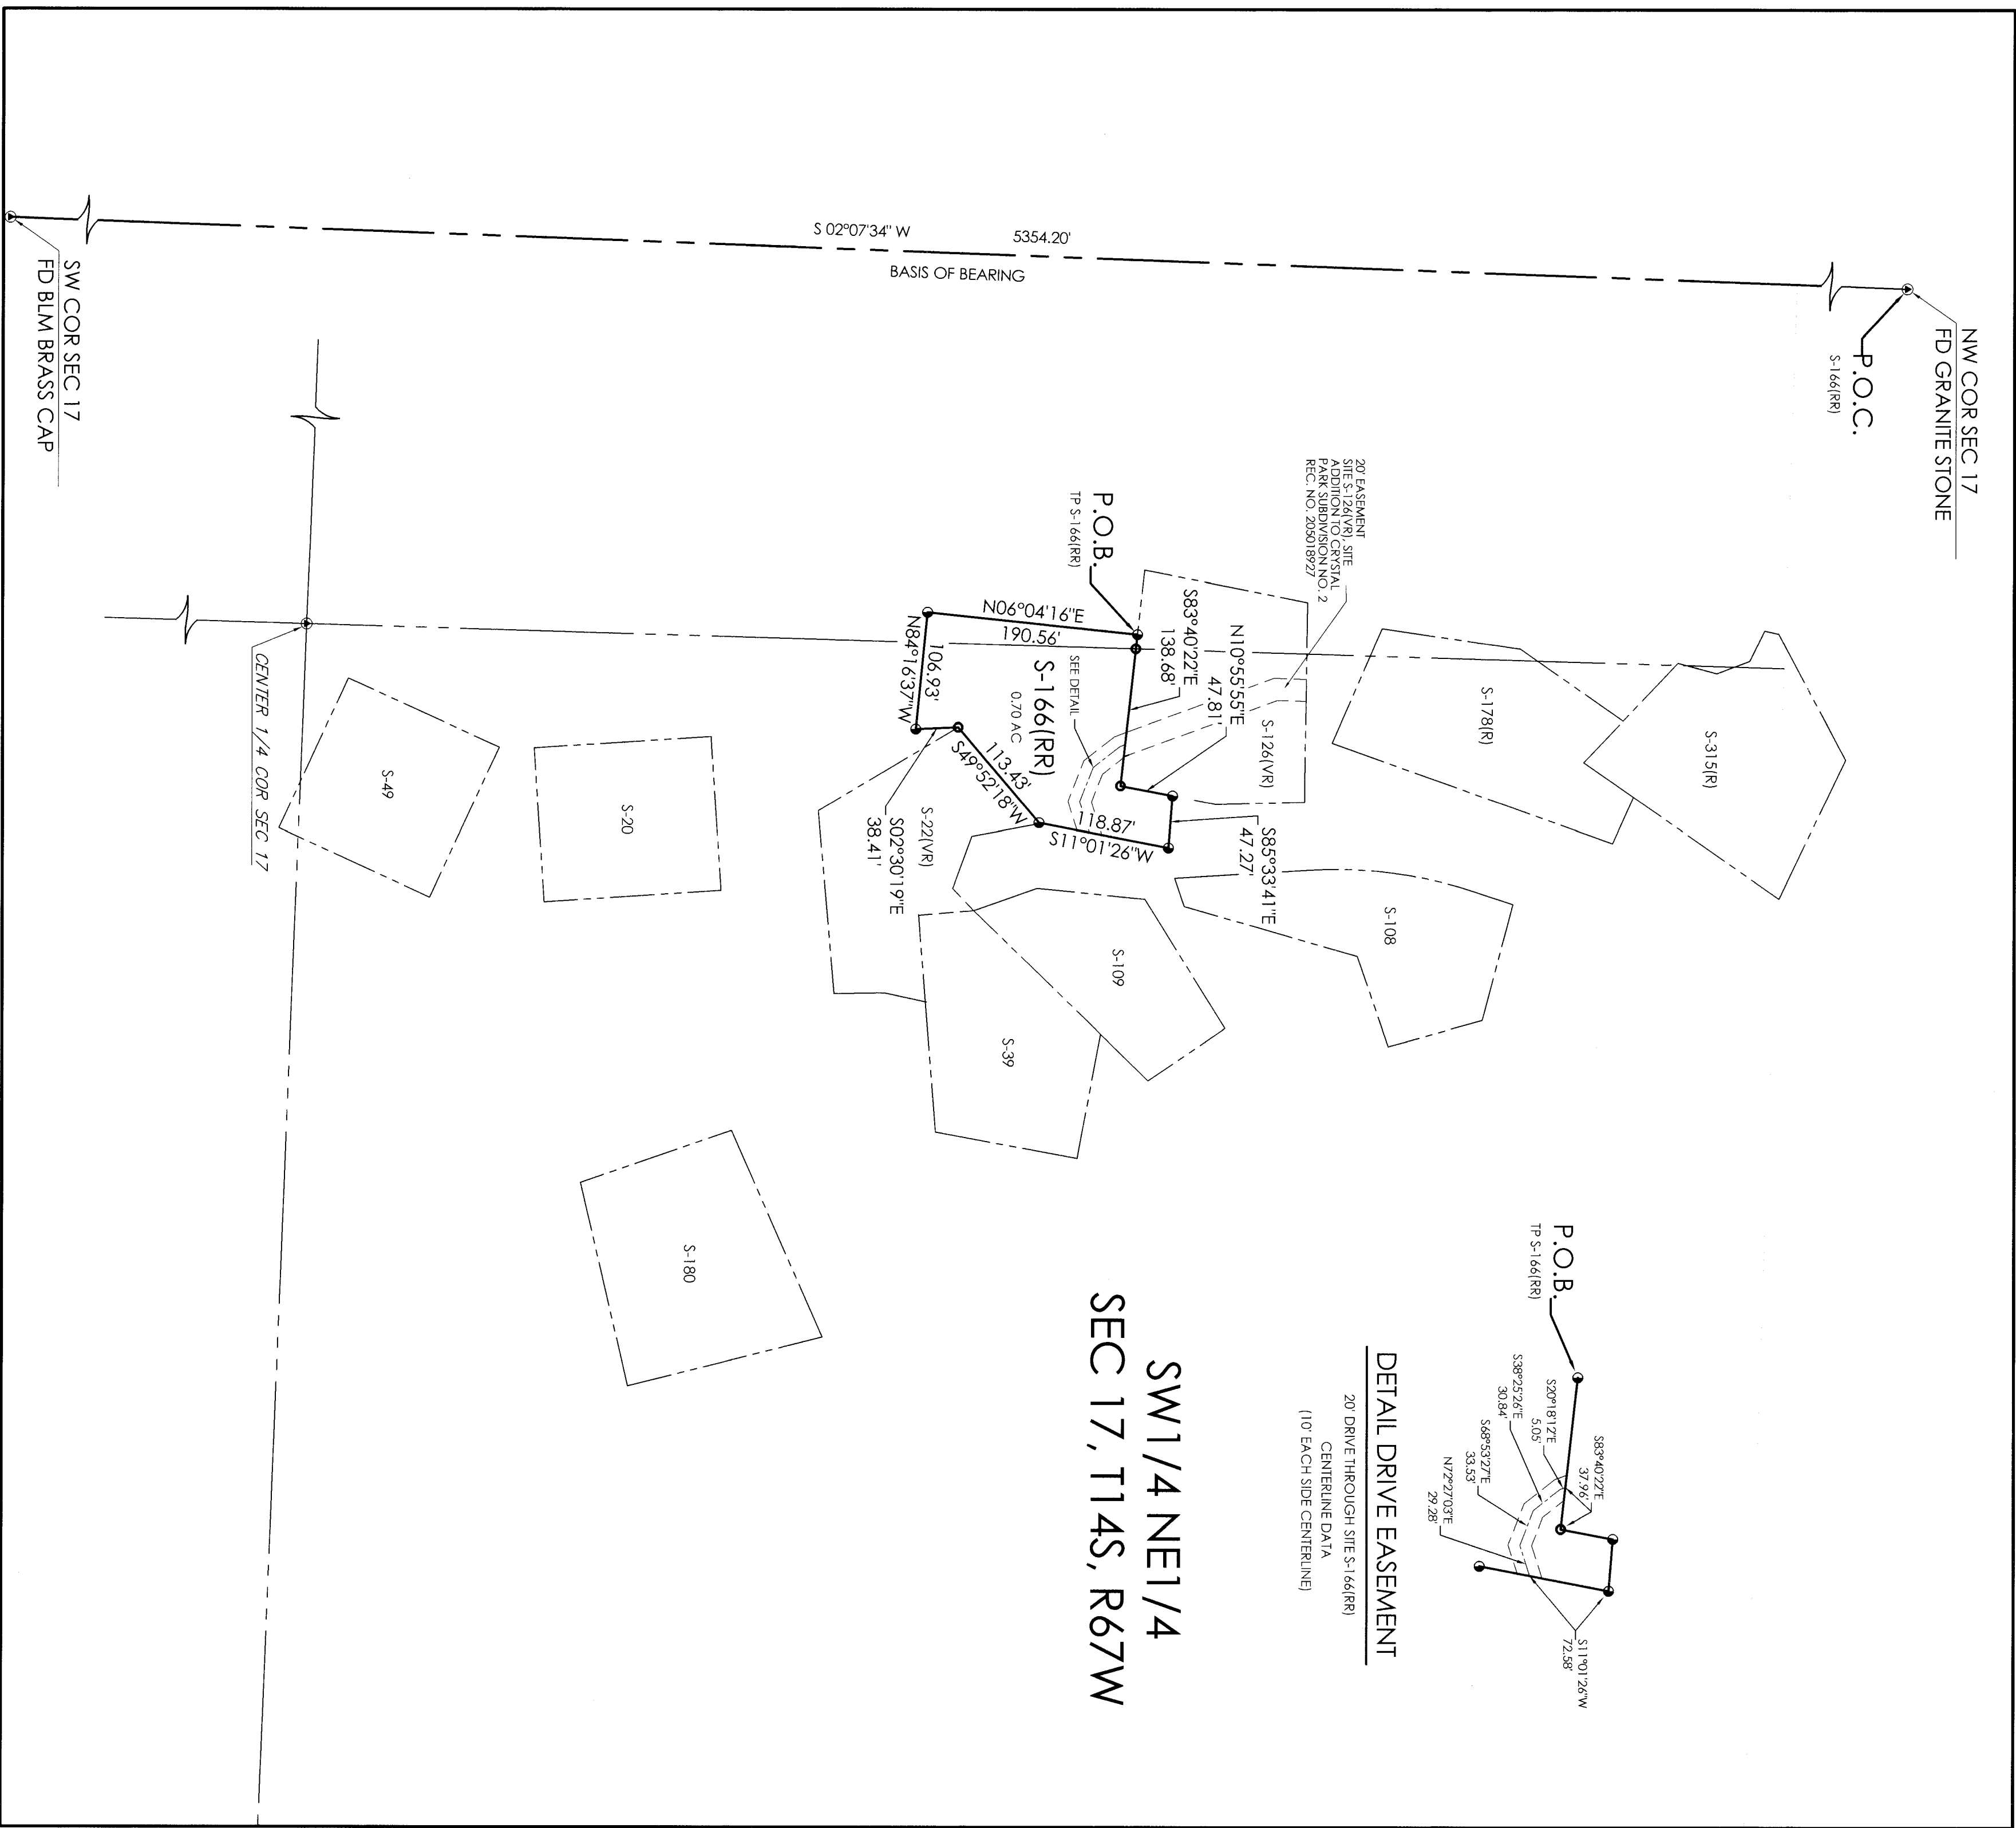 NW COR SEC 17
FD GRANITE STONE
P.O.C.
S-166(RR)
S 02°07'34" W
5354.20'
BASIS OF BEARING
SW COR SEC 17
FD BLM BRASS CAP
20' EASEMENT
SITE S-126(VR), SITE
ADDITION TO CRYSTAL
PARK SUBDIVISION NO. 2
REC. NO. 205018927
P.O.B.
TP S-166(RR)
S83°40'22"E
138.68'
N10°55'55"E
47.81'
S85°33'41"E
47.27'
118.87'
S11°01'26"W
113.43'
S49°52'18"W
S02°30'19"E
38.41'
106.93'
N84°16'37"W
N06°04'16"E
190.56'
SEE DETAIL
S-166(RR)
0.70 AC
S-126(VR)
S-178(R)
S-315(R)
S-108
S-109
S-39
S-22(VR)
S-20
S-49
S-180
CENTER 1/4 COR SEC 17
P.O.B.
TP S-166(RR)
S83°40'22"E
37.96'
S20°18'12"E
5.05'
S38°25'26"E
30.84'
S68°53'27"E
33.53'
N72°27'03"E
29.28'
S11°01'26"W
72.58'
DETAIL DRIVE EASEMENT
20' DRIVE THROUGH SITE S-166(RR)
CENTERLINE DATA
(10' EACH SIDE CENTERLINE)
SW1/4 NE1/4
SEC 17, T14S, R67W